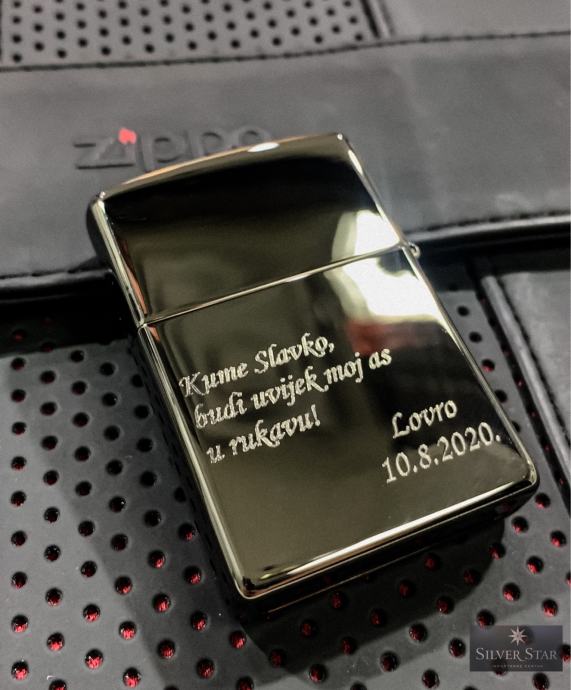 zippo
Kume Slavko,
budi uvijek moj as
u rukavu!
Lovro
10.8.2020.
SILVER STAR